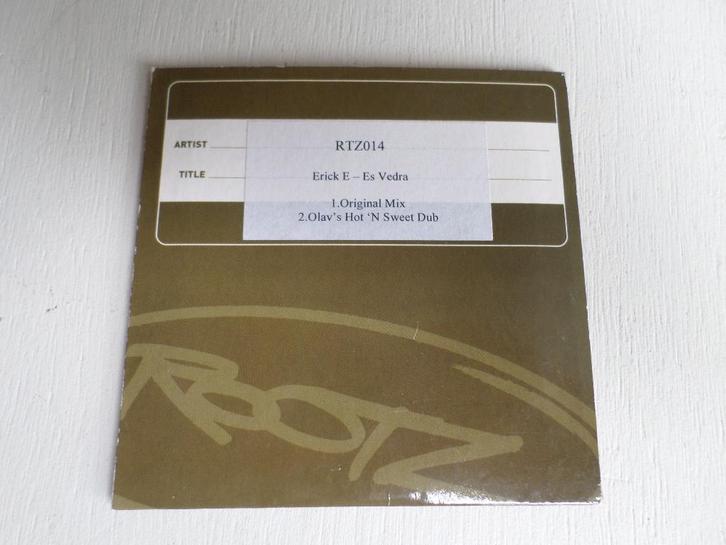 ARTIST
TITLE
RTZ014
Erick E – Es Vedra
1.Original Mix
2.Olav's Hot 'N Sweet Dub
ROOTZ